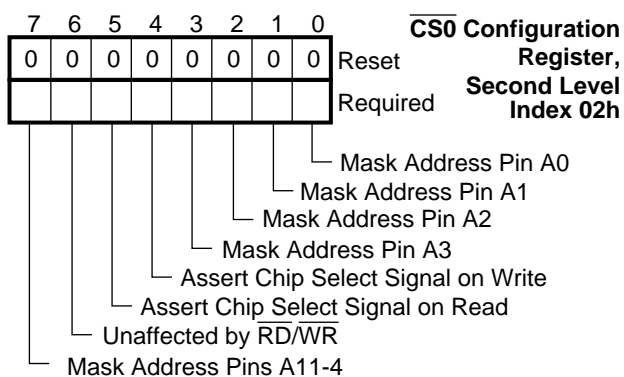 7 6 5 4 3 2 1 0
C̅S̅0̅ Configuration
Register,
Second Level
Index 02h
0 0 0 0 0 0 0 0 Reset
Required
Mask Address Pin A0
Mask Address Pin A1
Mask Address Pin A2
Mask Address Pin A3
Assert Chip Select Signal on Write
Assert Chip Select Signal on Read
Unaffected by R̅D̅/W̅R̅
Mask Address Pins A11-4